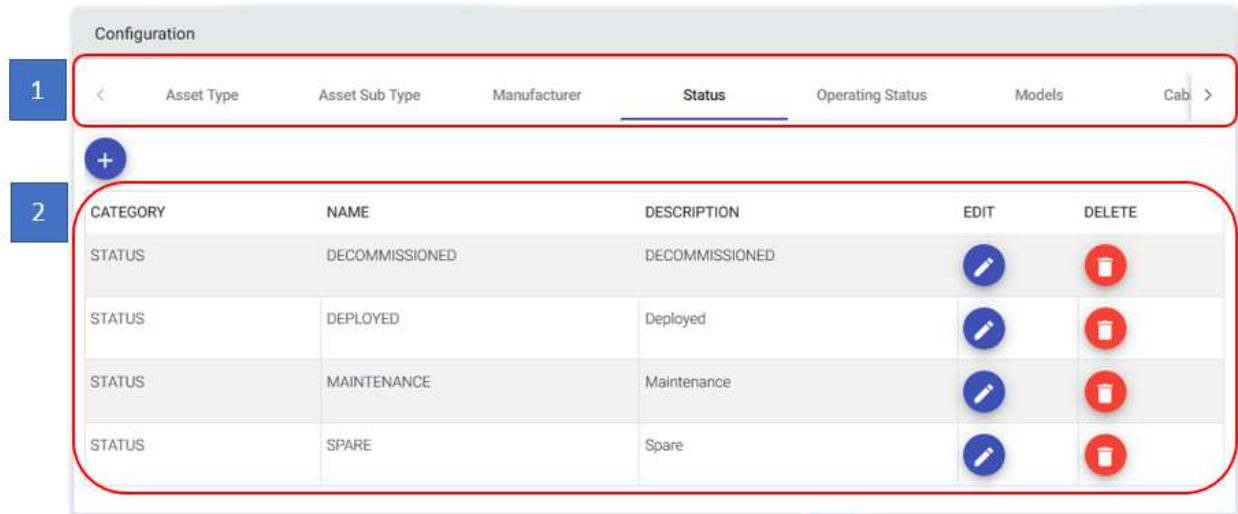 Configuration
1
Asset Type Asset Sub Type Manufacturer Status Operating Status Models Cab
2
CATEGORY NAME DESCRIPTION EDIT DELETE
STATUS DECOMMISSIONED DECOMMISSIONED
STATUS DEPLOYED Deployed
STATUS MAINTENANCE Maintenance
STATUS SPARE Spare